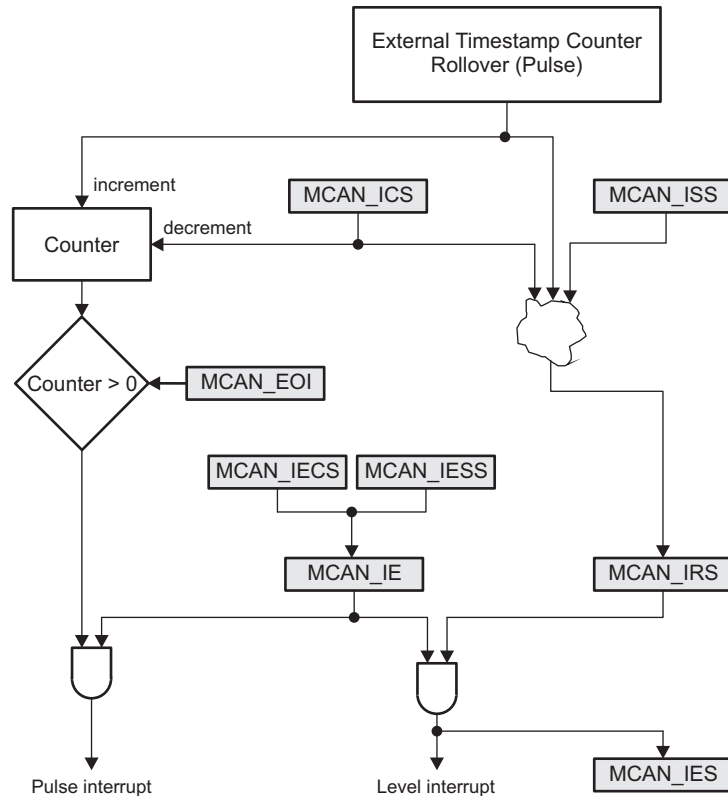 External Timestamp Counter
Rollover (Pulse)
increment
MCAN_ICS
MCAN_ISS
decrement
Counter
Counter > 0
MCAN_EOI
MCAN_IECS
MCAN_IESS
MCAN_IE
MCAN_IRS
Pulse interrupt
Level interrupt
MCAN_IES